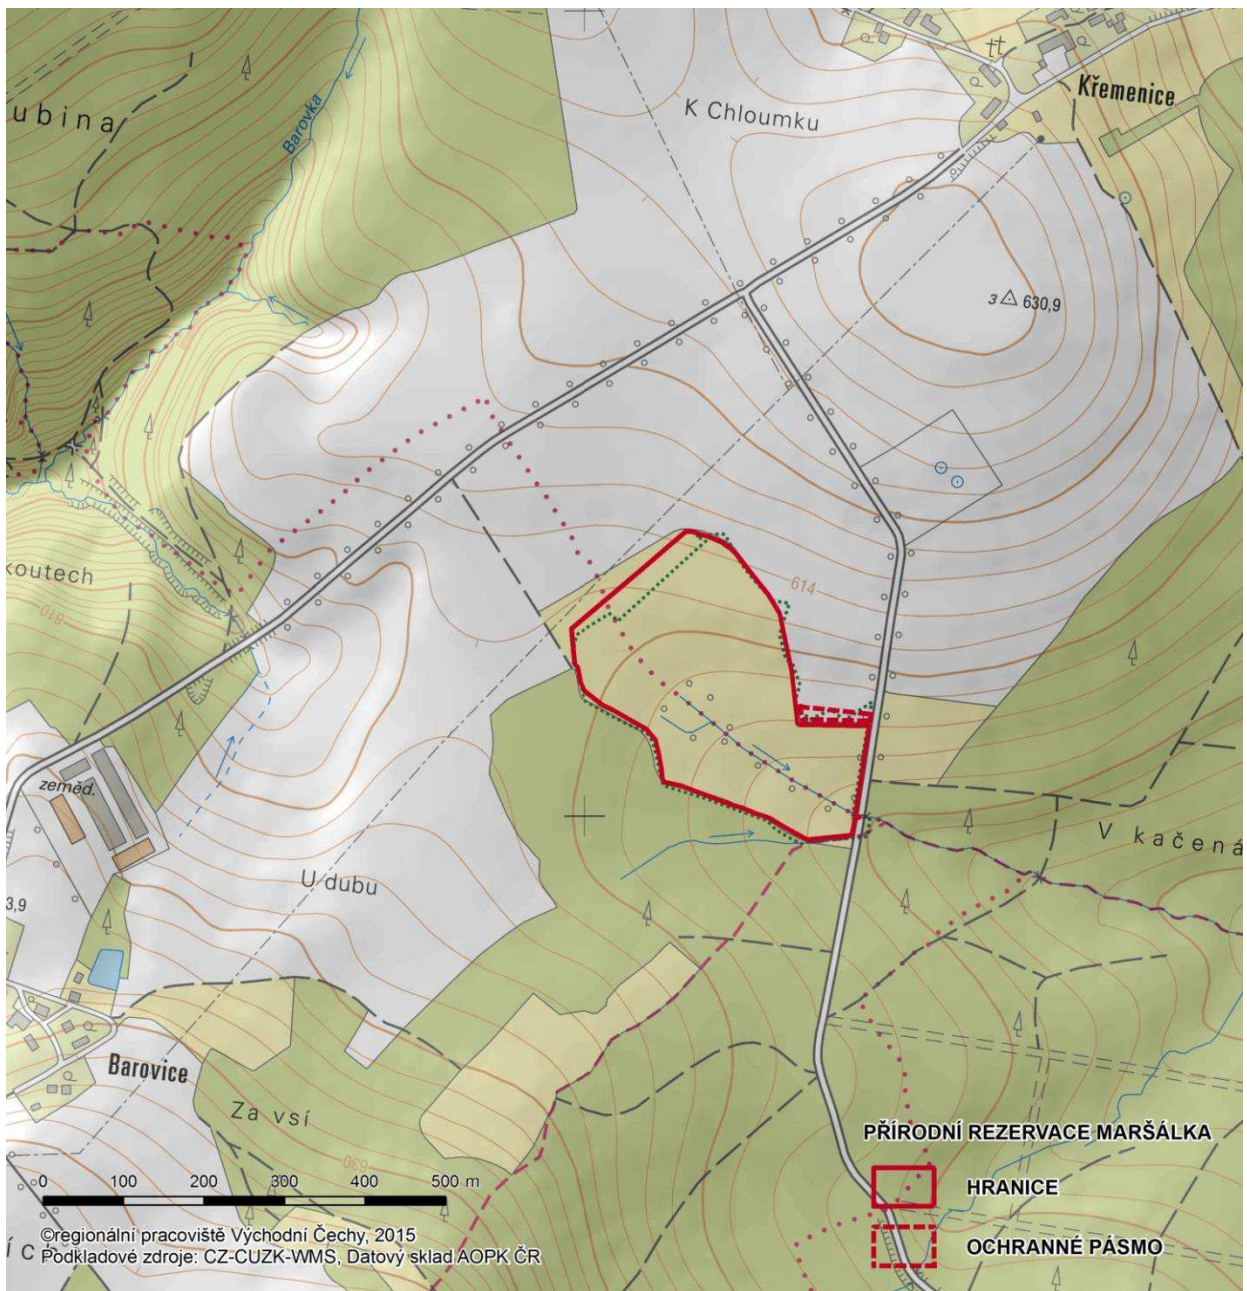 K Chloumku
Křemenice
ubina
Barovka
3 630,9
koutech
614
610
zeměd.
V kačená
U dubu
3,9
Barovice
Za vsí
630
PŘÍRODNÍ REZERVACE MARŠÁLKA
HRANICE
OCHRANNÉ PÁSMO
0 100 200 300 400 500 m
©regionální pracoviště Východní Čechy, 2015
Podkladové zdroje: CZ-CUZK-WMS, Datový sklad AOPK ČR